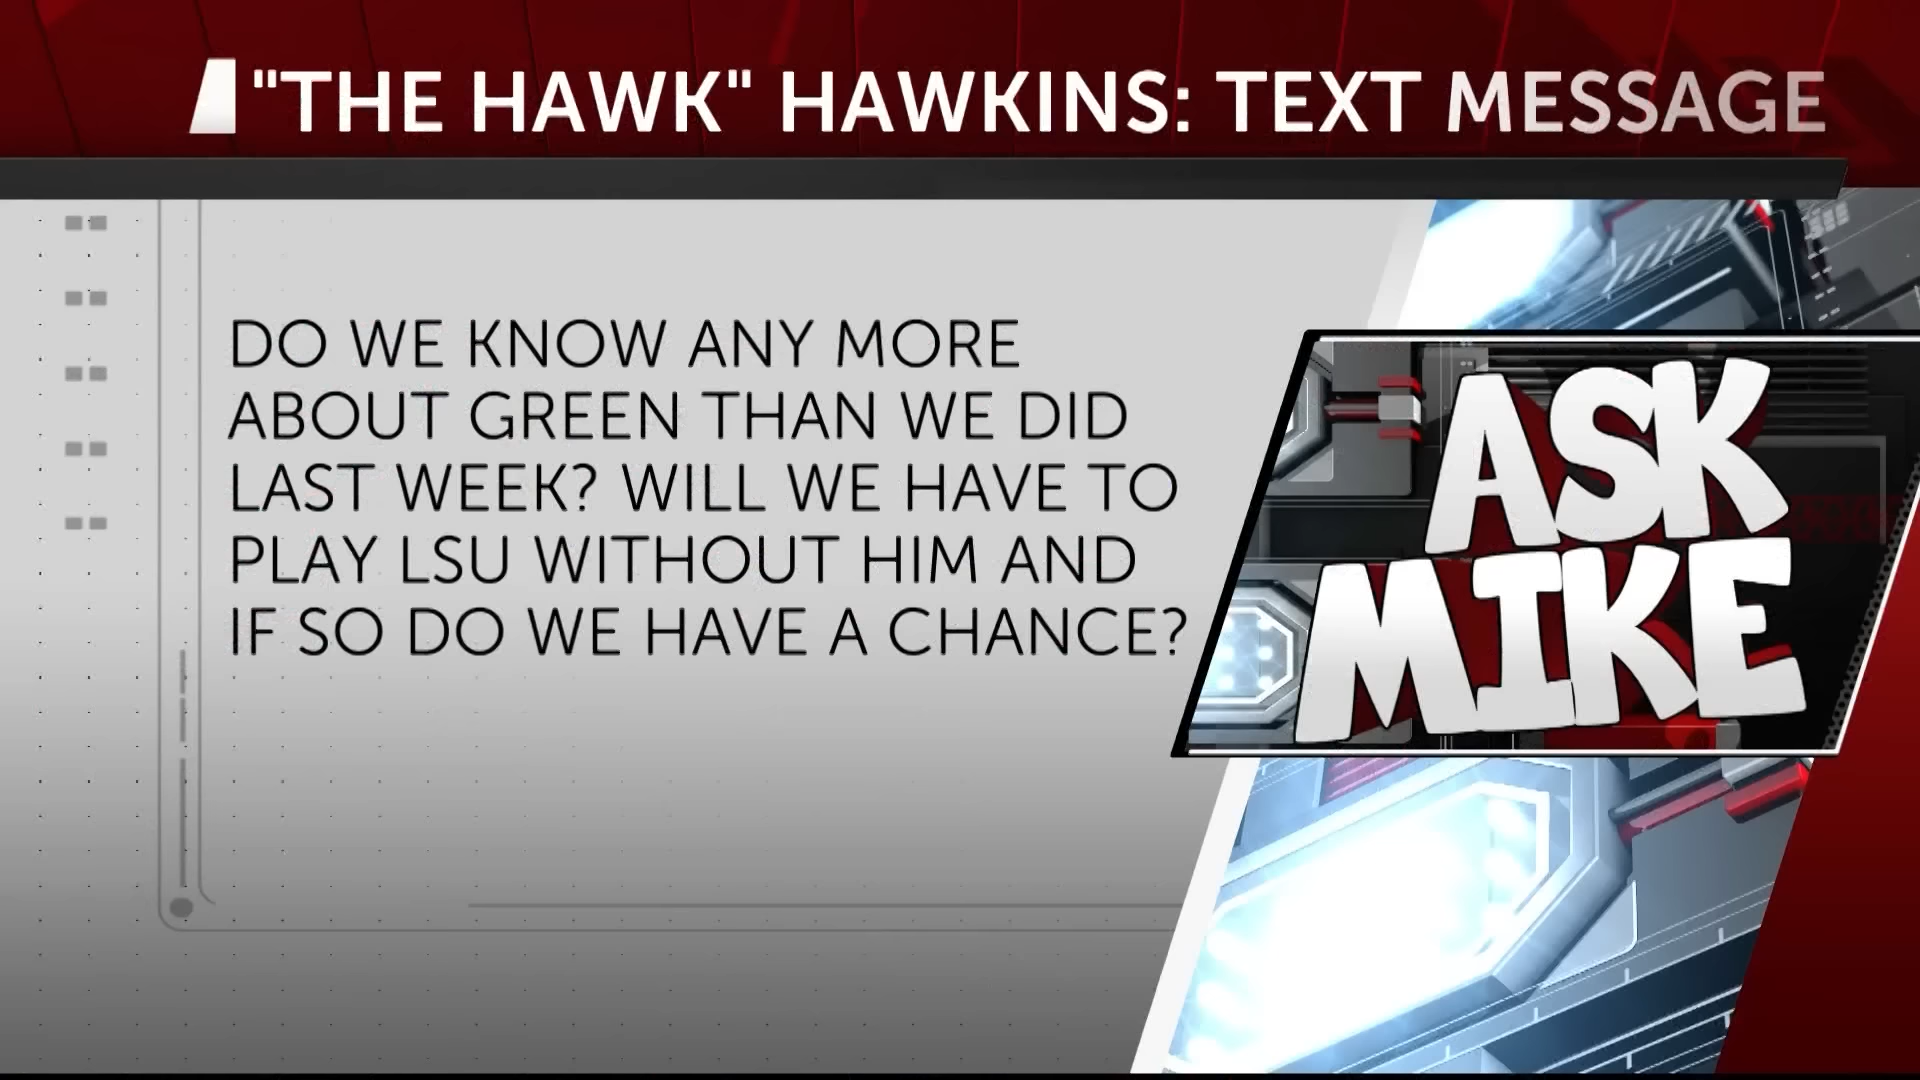 "THE HAWK" HAWKINS: TEXT MESSAGE
DO WE KNOW ANY MORE
ABOUT GREEN THAN WE DID
LAST WEEK? WILL WE HAVE TO
PLAY LSU WITHOUT HIM AND
IF SO DO WE HAVE A CHANCE?
ASK
MIKE